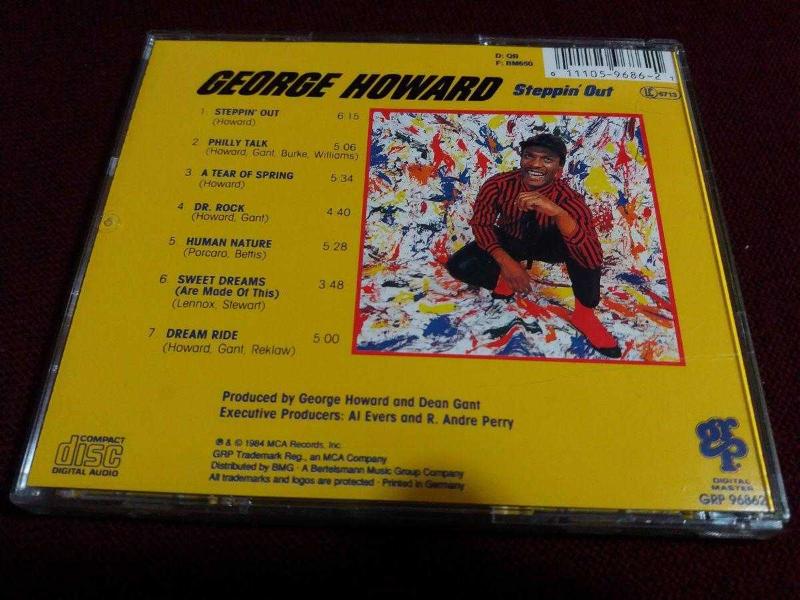 D: QB
F: BM650
0 11105-9686-2
LC 6713
GEORGE HOWARD Steppin' Out
1. STEPPIN' OUT 6:15
(Howard)
2. PHILLY TALK 5:06
(Howard, Gant, Burke, Williams)
3. A TEAR OF SPRING 5:34
(Howard)
4. DR. ROCK 4:40
(Howard, Gant)
5. HUMAN NATURE 5:28
(Porcaro, Bettis)
6. SWEET DREAMS 3:48
(Are Made Of This)
(Lennox, Stewart)
7. DREAM RIDE 5:00
(Howard, Gant, Reklaw)
Produced by George Howard and Dean Gant
Executive Producers: Al Evers and R. Andre Perry
℗ & © 1984 MCA Records, Inc.
GRP Trademark Reg., an MCA Company
Distributed by BMG · A Bertelsmann Music Group Company
All trademarks and logos are protected · Printed in Germany
COMPACT
disc
DIGITAL AUDIO
GRP
DIGITAL
MASTER
GRP 96862